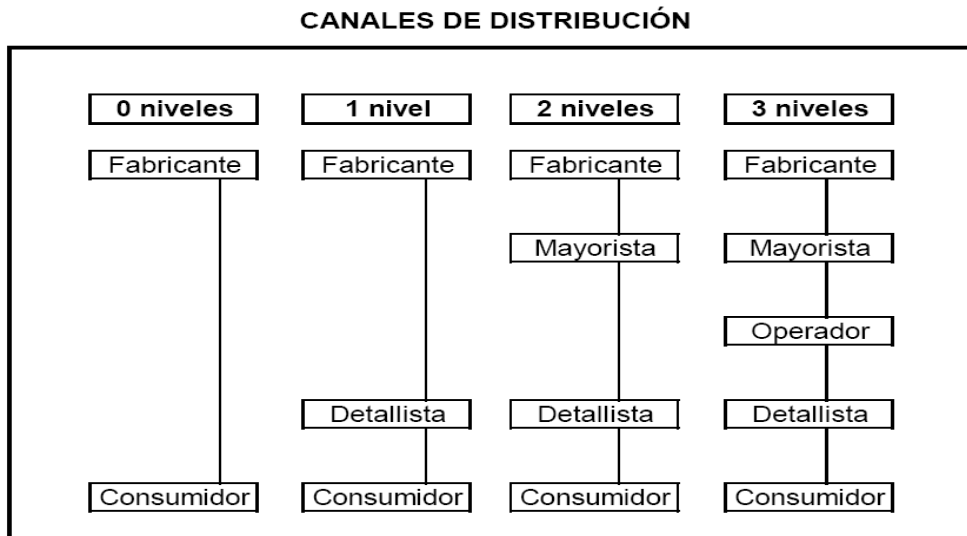 CANALES DE DISTRIBUCIÓN
0 niveles 1 nivel 2 niveles 3 niveles
Fabricante Fabricante Fabricante Fabricante
Mayorista Mayorista
Operador
Detallista Detallista Detallista
Consumidor Consumidor Consumidor Consumidor